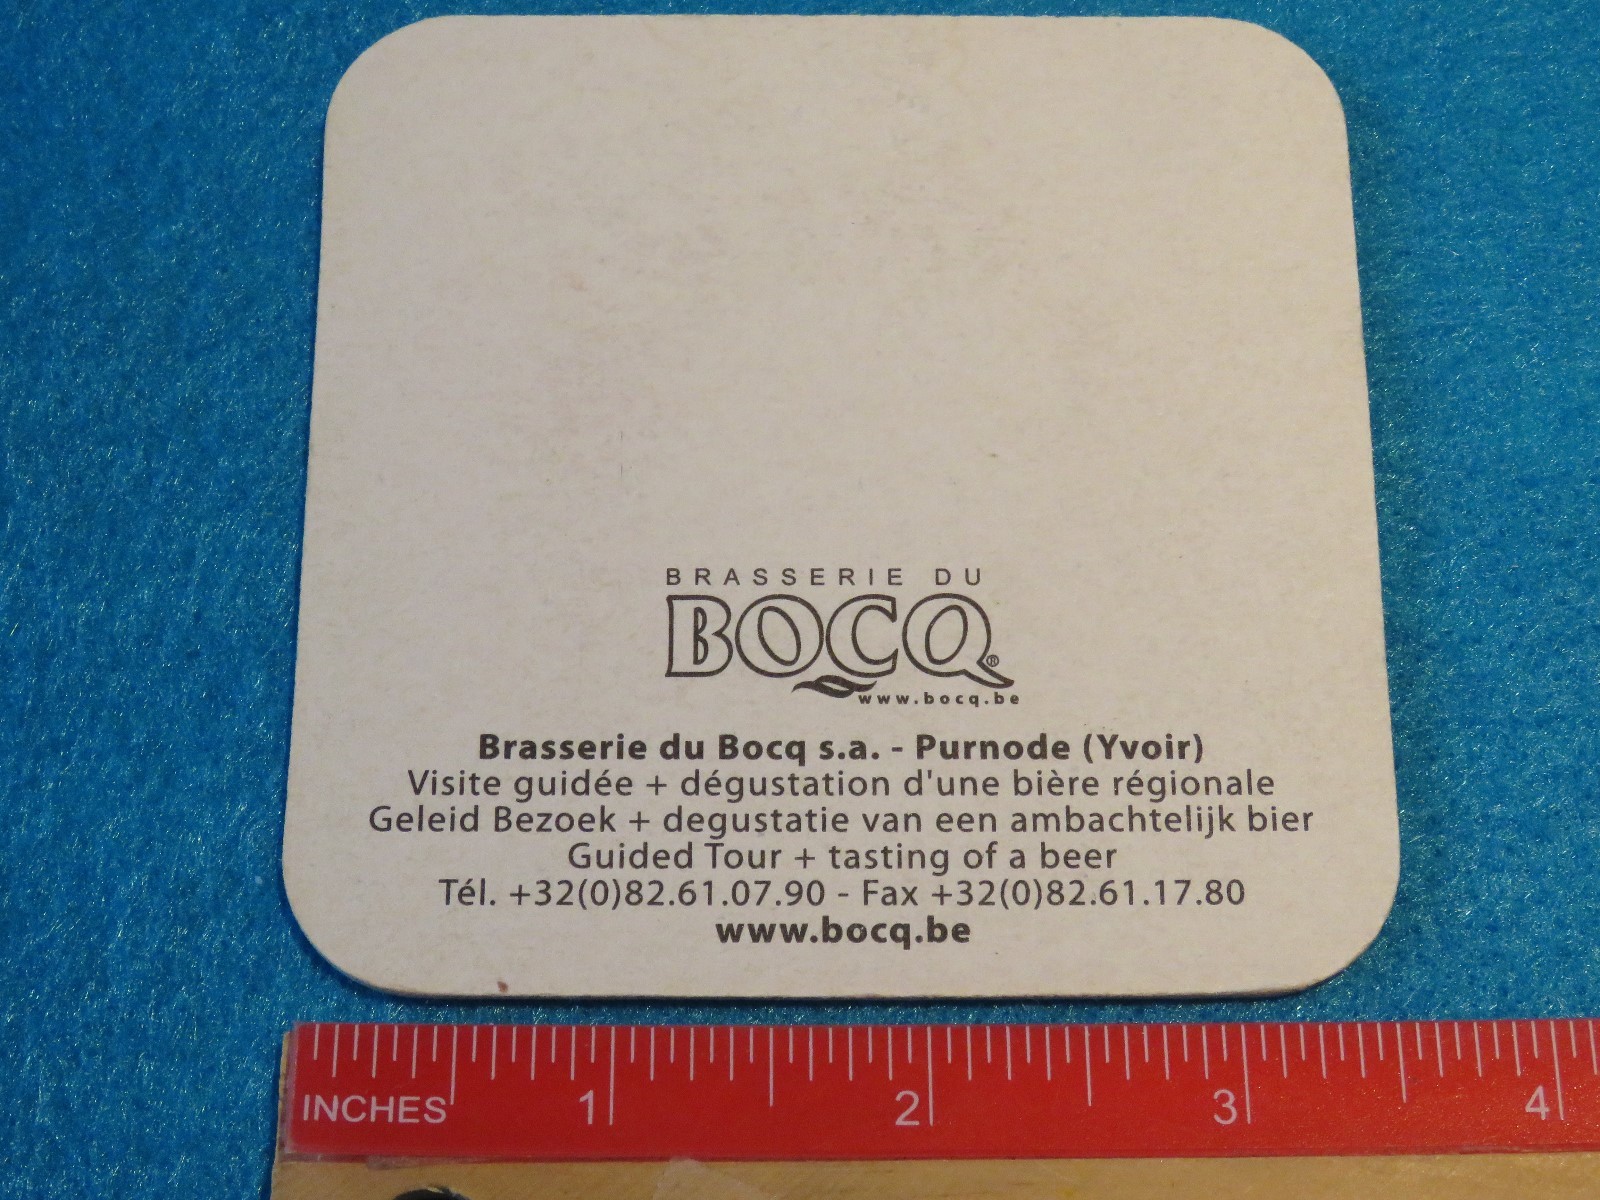 BRASSERIE DU
BOCQ®
www.bocq.be
Brasserie du Bocq s.a. - Purnode (Yvoir)
Visite guidée + dégustation d'une bière régionale
Geleid Bezoek + degustatie van een ambachtelijk bier
Guided Tour + tasting of a beer
Tél. +32(0)82.61.07.90 - Fax +32(0)82.61.17.80
www.bocq.be
INCHES 1 2 3 4